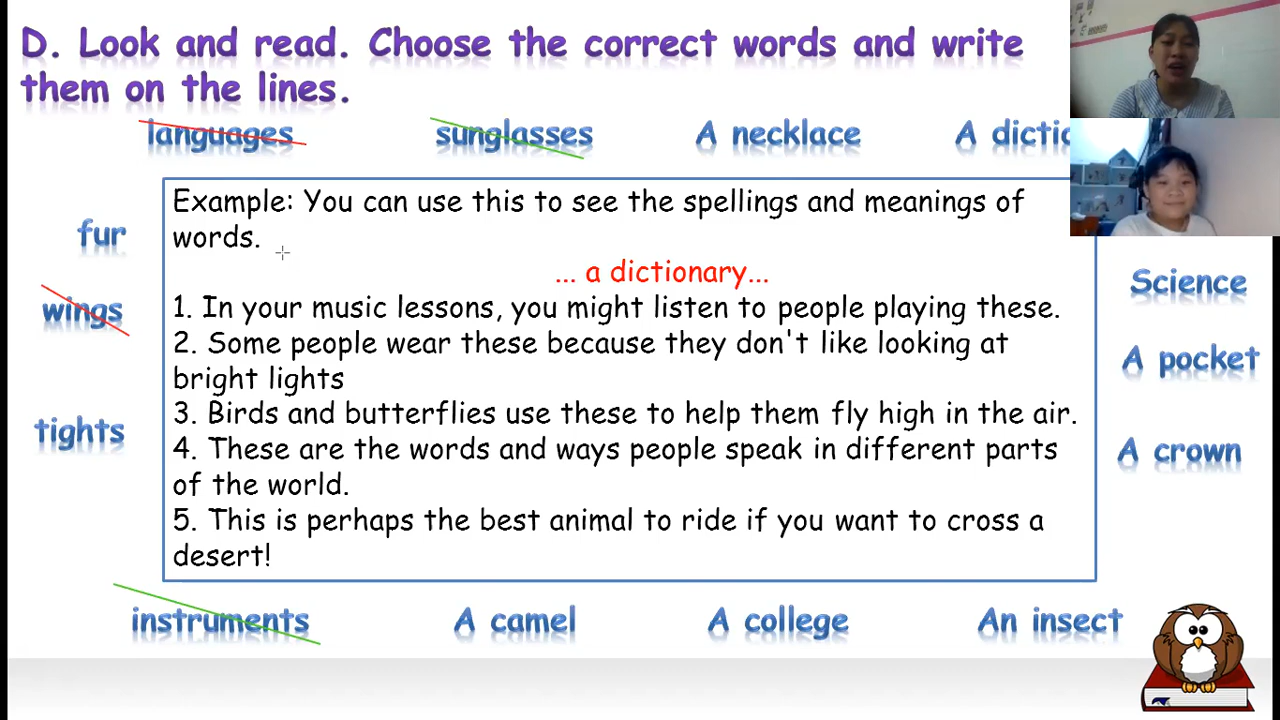 D. Look and read. Choose the correct words and write
them on the lines.
languages sunglasses A necklace A dictio
Example: You can use this to see the spellings and meanings of
fur
words.
... a dictionary...
Science
wings
1. In your music lessons, you might listen to people playing these.
2. Some people wear these because they don't like looking at
A pocket
bright lights
3. Birds and butterflies use these to help them fly high in the air.
tights
4. These are the words and ways people speak in different parts
A crown
of the world.
5. This is perhaps the best animal to ride if you want to cross a
desert!
instruments A camel A college An insect